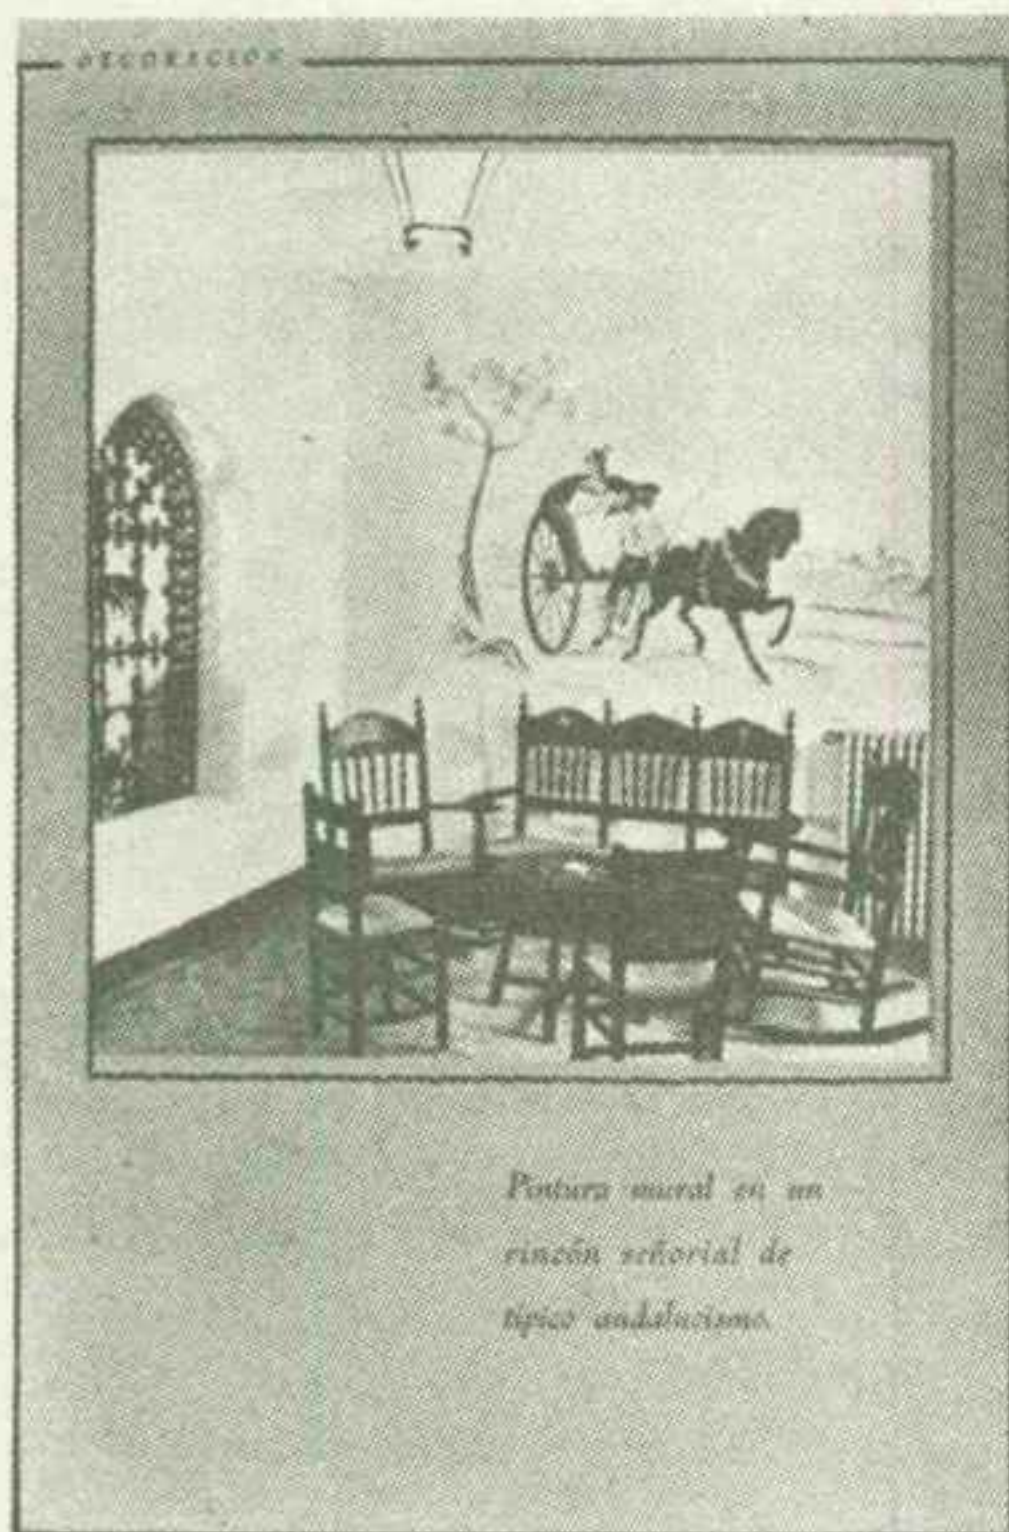 DECORACION
Pintura mural en un
rincón señorial de
típico andalucismo.